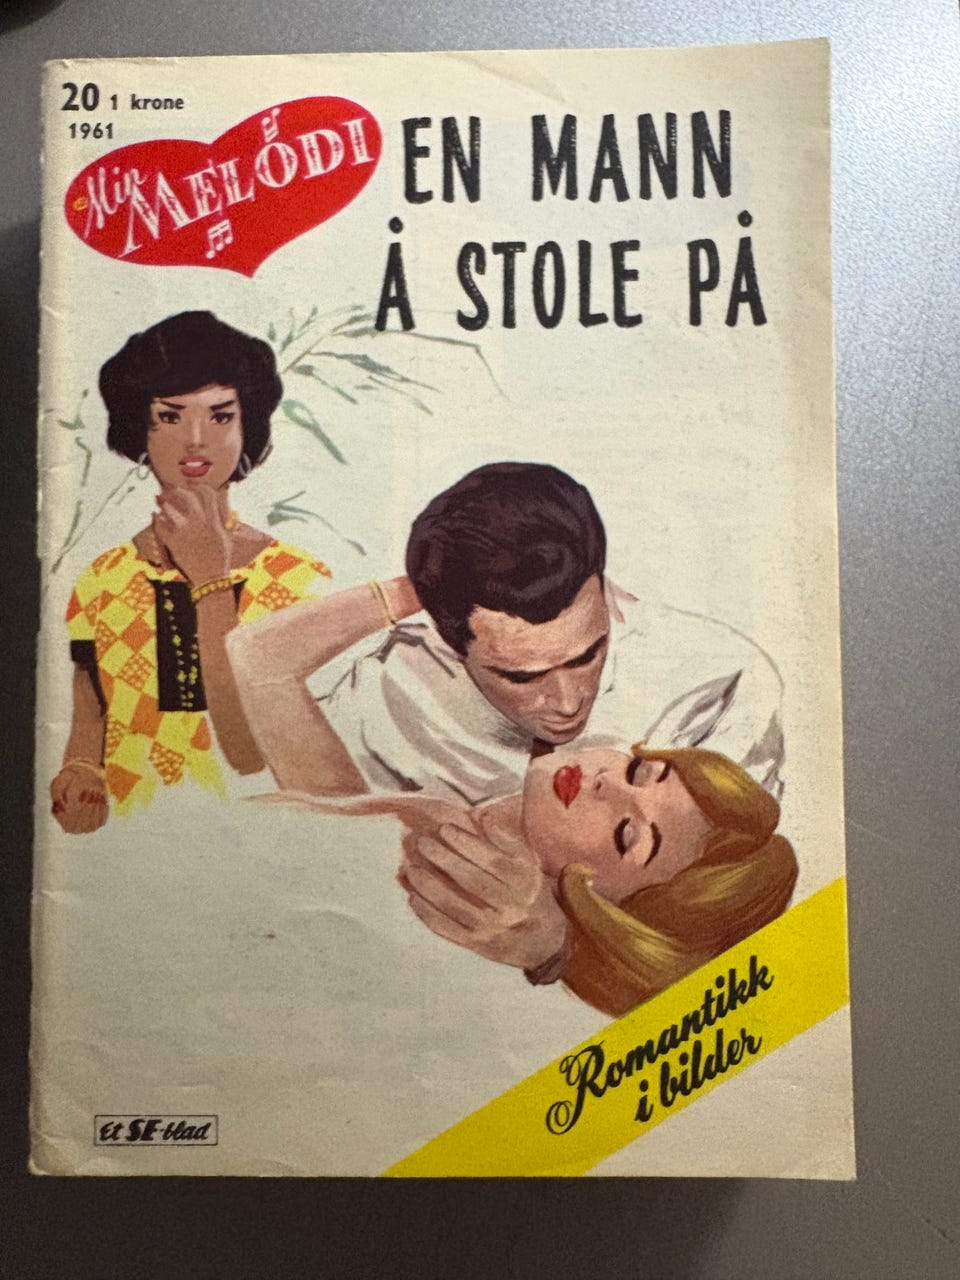 20 1 krone
1961
Min
MELODI
EN MANN
Å STOLE PÅ
Romantikk
i bilder
Et SE-blad